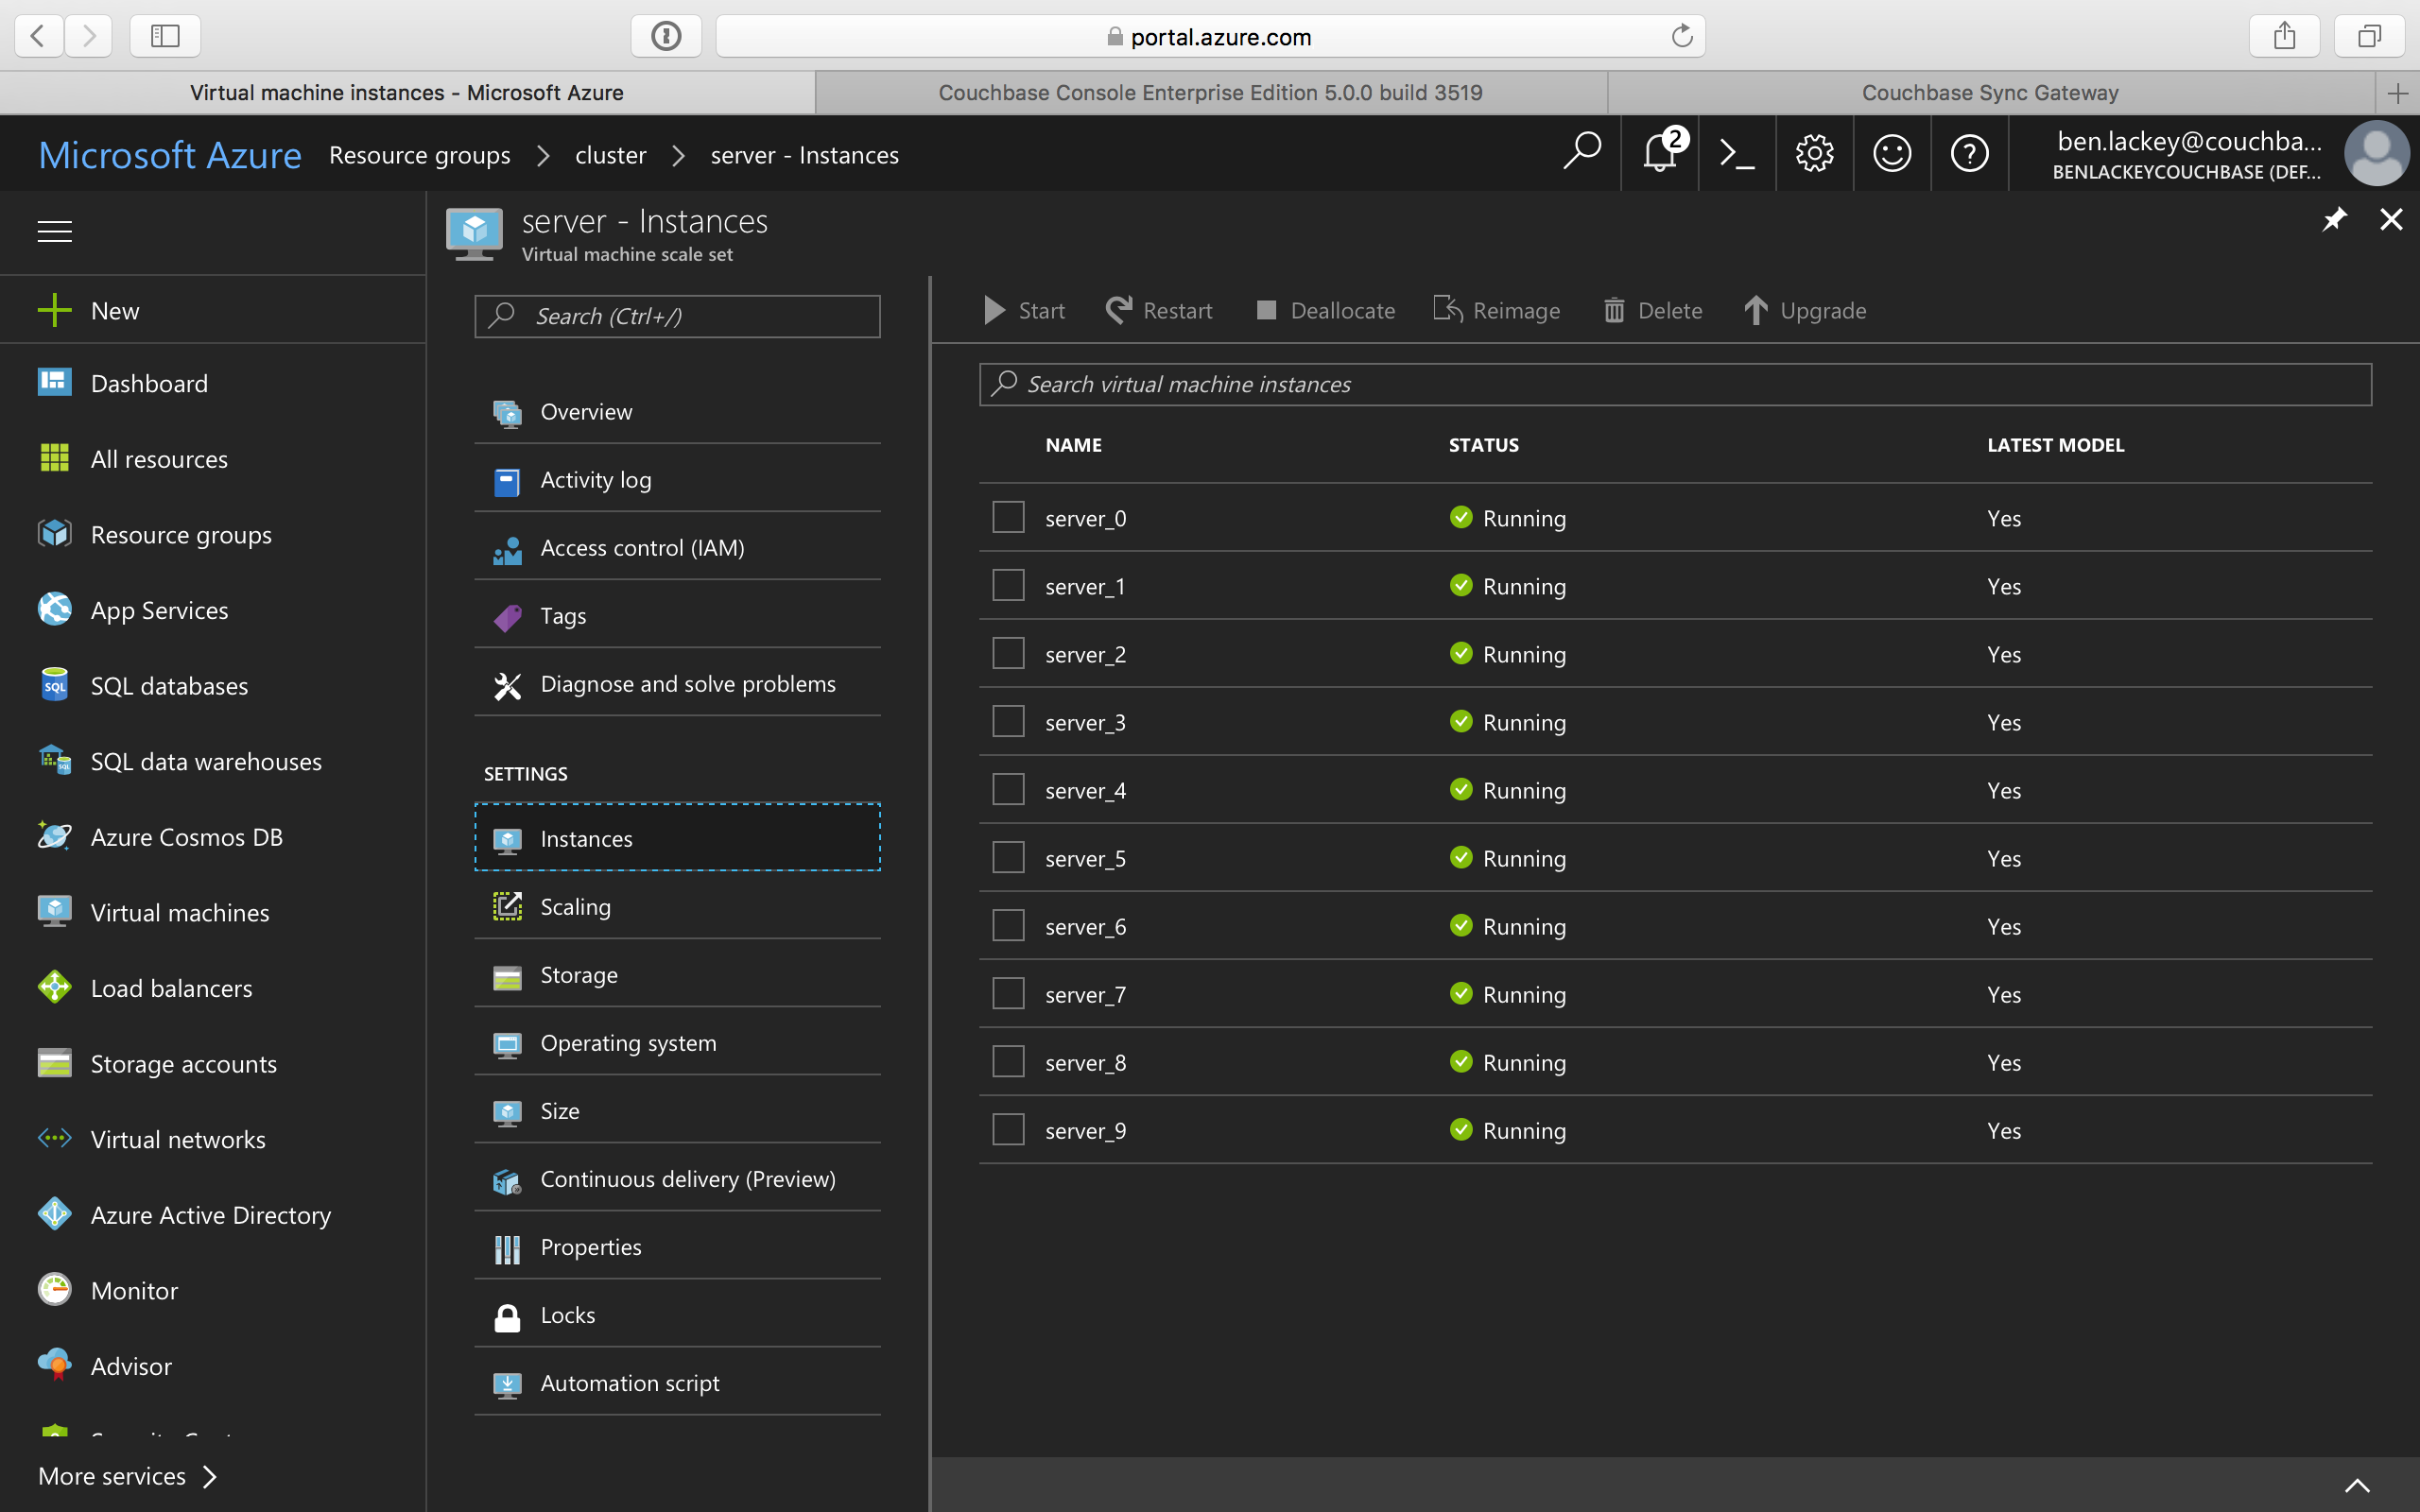 portal.azure.com
Virtual machine instances - Microsoft Azure
Couchbase Console Enterprise Edition 5.0.0 build 3519
Couchbase Sync Gateway
Microsoft Azure
Resource groups > cluster > server - Instances
2
ben.lackey@couchba...
BENLACKEYCOUCHBASE (DEF...
New
Dashboard
All resources
Resource groups
App Services
SQL databases
SQL data warehouses
Azure Cosmos DB
Virtual machines
Load balancers
Storage accounts
Virtual networks
Azure Active Directory
Monitor
Advisor
More services >
server - Instances
Virtual machine scale set
Search (Ctrl+/)
Overview
Activity log
Access control (IAM)
Tags
Diagnose and solve problems
SETTINGS
Instances
Scaling
Storage
Operating system
Size
Continuous delivery (Preview)
Properties
Locks
Automation script
Start Restart Deallocate Reimage Delete Upgrade
Search virtual machine instances
NAME STATUS LATEST MODEL
server_0 Running Yes
server_1 Running Yes
server_2 Running Yes
server_3 Running Yes
server_4 Running Yes
server_5 Running Yes
server_6 Running Yes
server_7 Running Yes
server_8 Running Yes
server_9 Running Yes